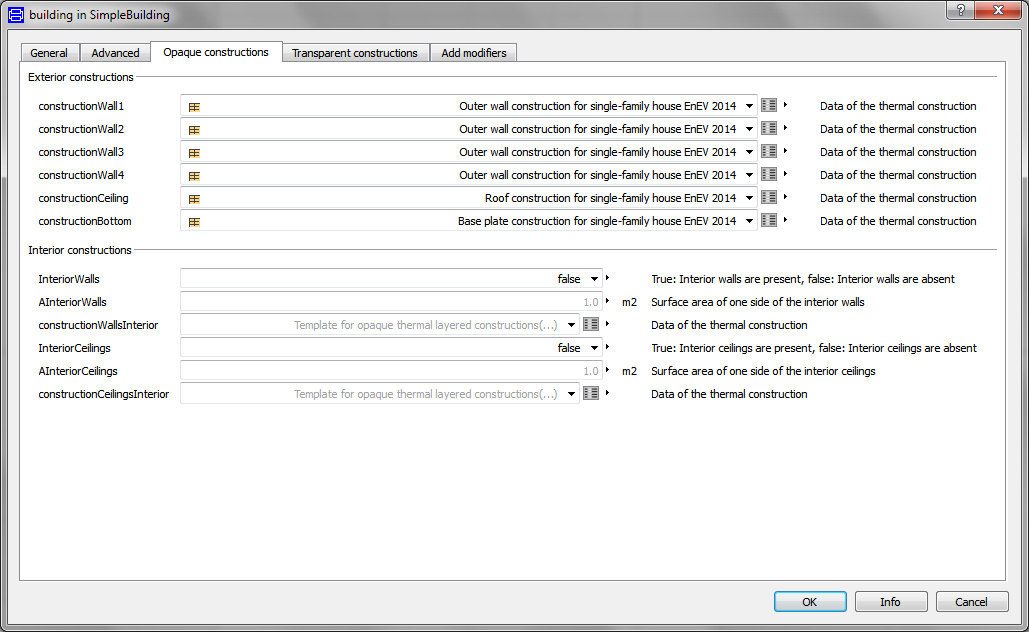 building in SimpleBuilding
General Advanced Opaque constructions Transparent constructions Add modifiers
Exterior constructions
constructionWall1 Outer wall construction for single-family house EnEV 2014 Data of the thermal construction
constructionWall2 Outer wall construction for single-family house EnEV 2014 Data of the thermal construction
constructionWall3 Outer wall construction for single-family house EnEV 2014 Data of the thermal construction
constructionWall4 Outer wall construction for single-family house EnEV 2014 Data of the thermal construction
constructionCeiling Roof construction for single-family house EnEV 2014 Data of the thermal construction
constructionBottom Base plate construction for single-family house EnEV 2014 Data of the thermal construction
Interior constructions
InteriorWalls false True: Interior walls are present, false: Interior walls are absent
AInteriorWalls 1.0 m2 Surface area of one side of the interior walls
constructionWallsInterior Template for opaque thermal layered constructions(...) Data of the thermal construction
InteriorCeilings false True: Interior ceilings are present, false: Interior ceilings are absent
AInteriorCeilings 1.0 m2 Surface area of one side of the interior ceilings
constructionCeilingsInterior Template for opaque thermal layered constructions(...) Data of the thermal construction
OK Info Cancel